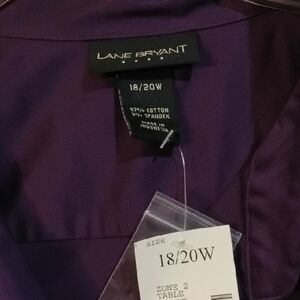 LANE BRYANT
18/20W
97% COTTON
3% SPANDEX
MADE IN
INDONESIA
SIZE
18/20W
ZONE 2
TABLE